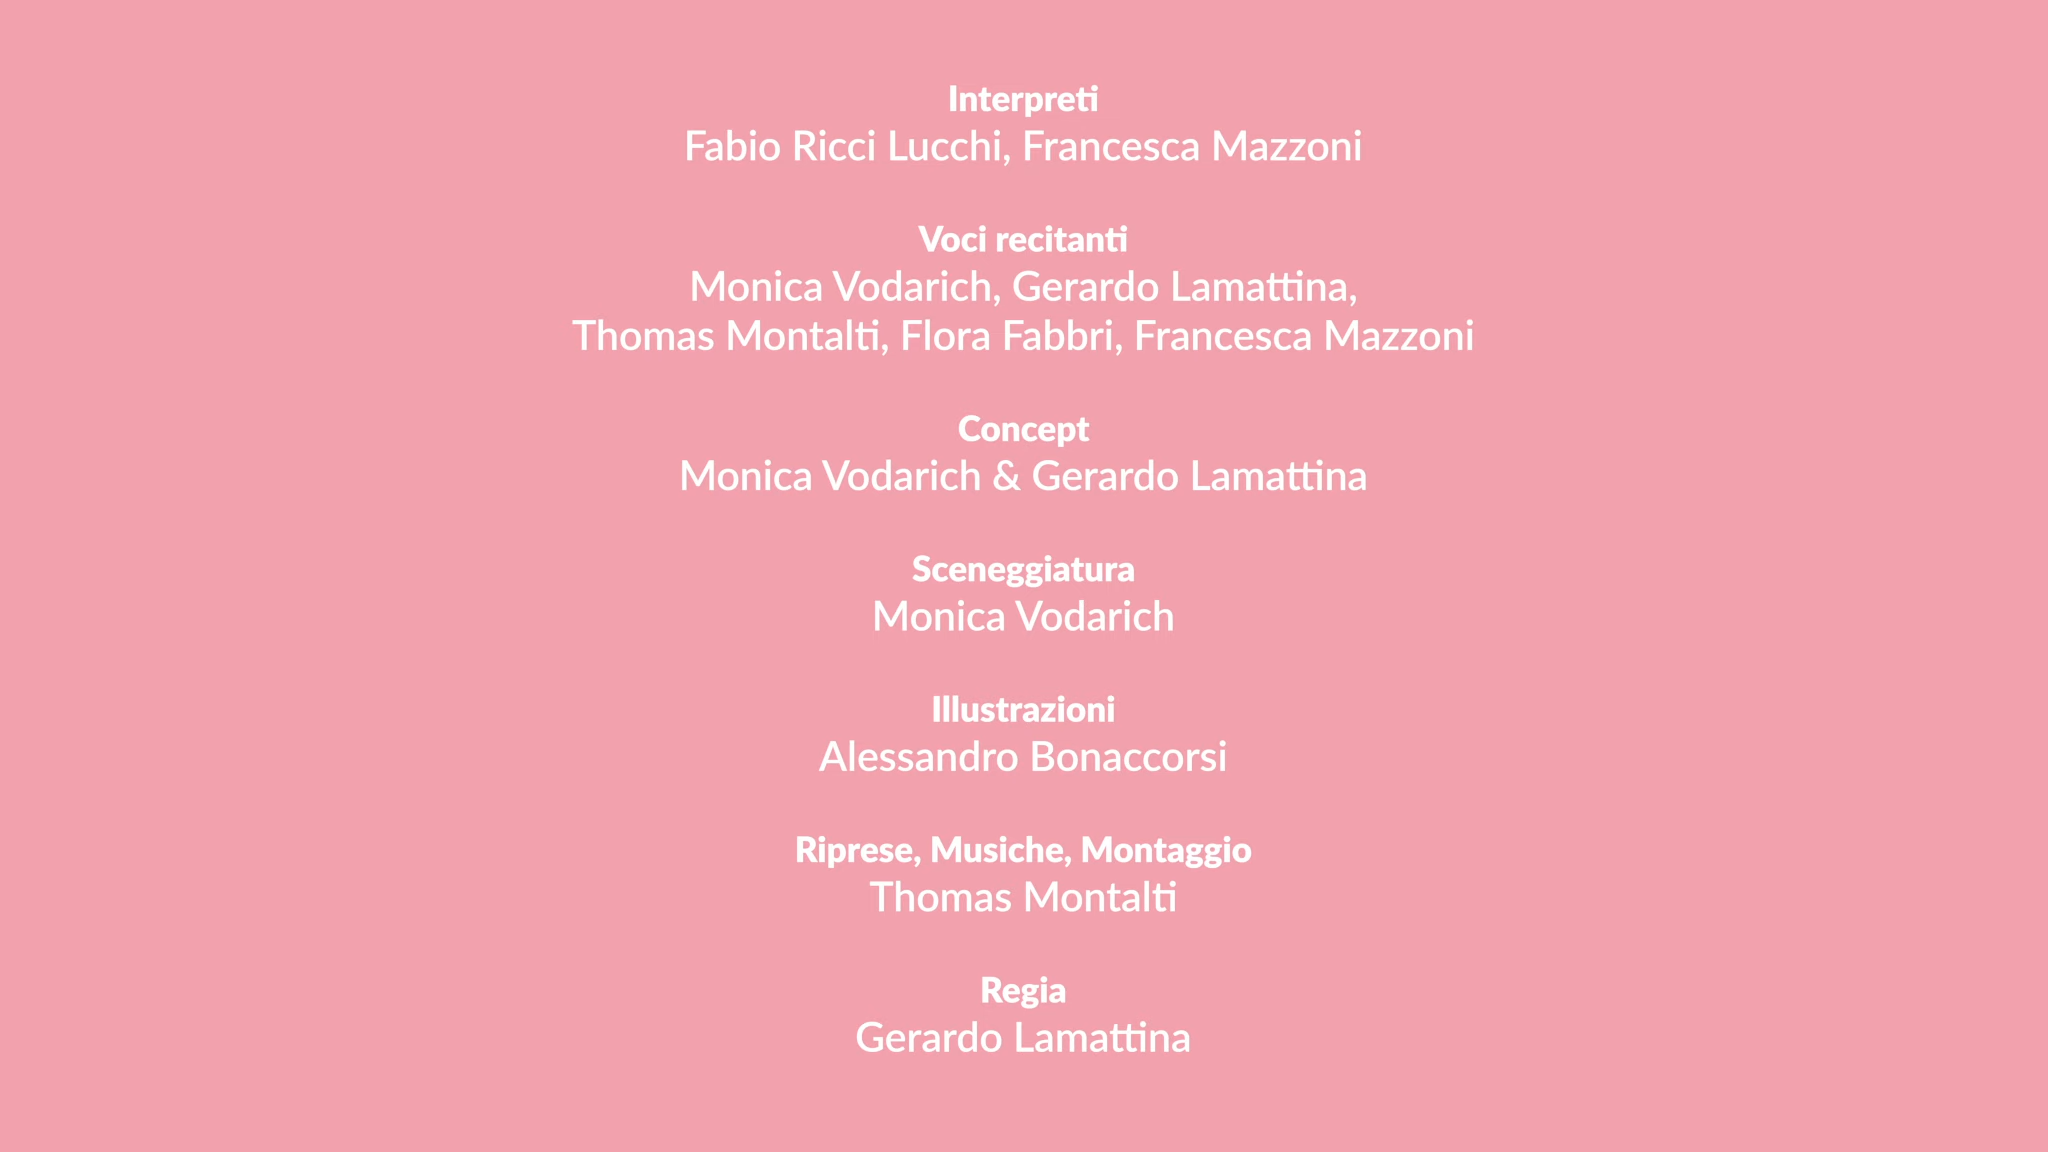 Interpreti
Fabio Ricci Lucchi, Francesca Mazzoni
Voci recitanti
Monica Vodarich, Gerardo Lamattina,
Thomas Montalti, Flora Fabbri, Francesca Mazzoni
Concept
Monica Vodarich & Gerardo Lamattina
Sceneggiatura
Monica Vodarich
Illustrazioni
Alessandro Bonaccorsi
Riprese, Musiche, Montaggio
Thomas Montalti
Regia
Gerardo Lamattina